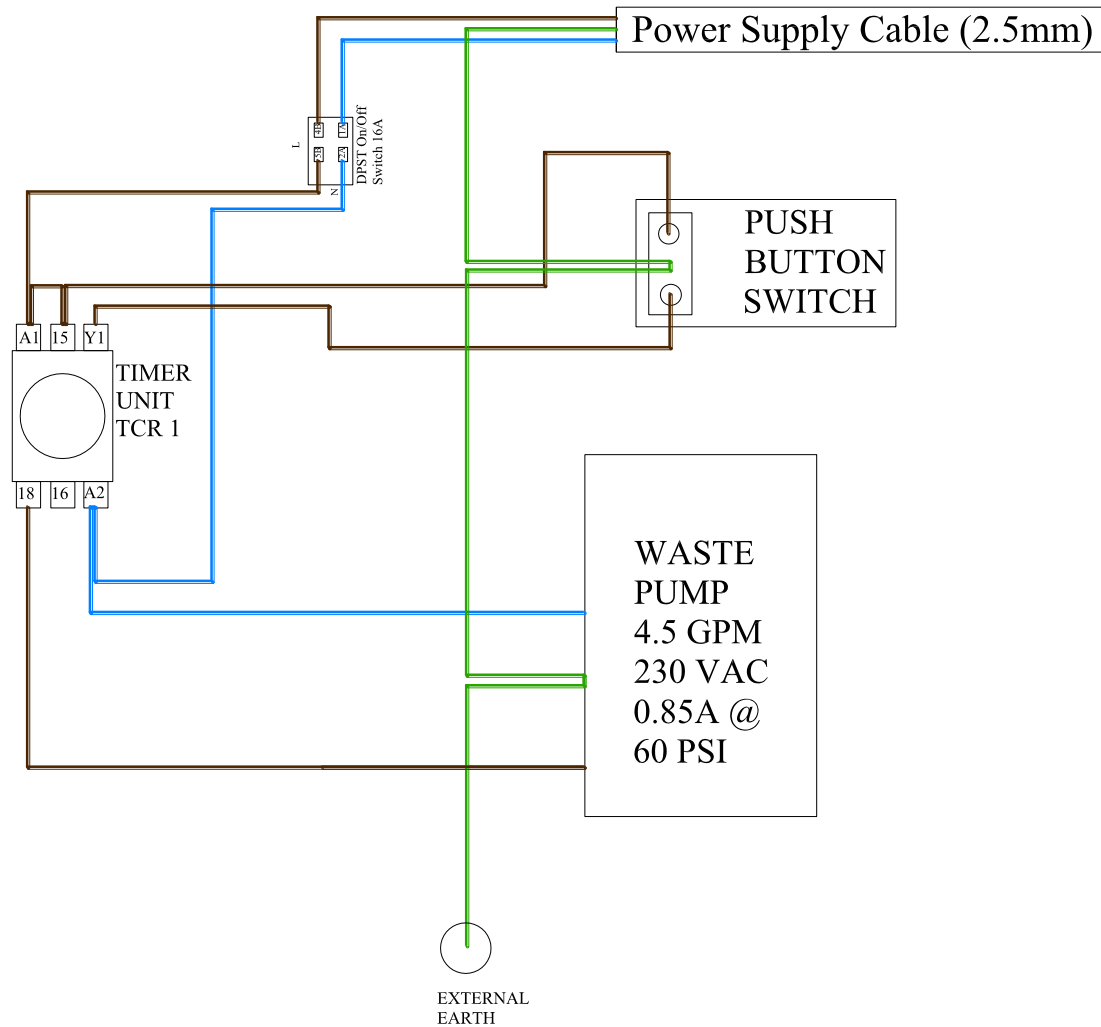 Power Supply Cable (2.5mm)
4B
1A
5B
2A
L
N
DPST On/Off
Switch 16A
PUSH
BUTTON
SWITCH
A1
15
Y1
TIMER
UNIT
TCR 1
18
16
A2
WASTE
PUMP
4.5 GPM
230 VAC
0.85A @
60 PSI
EXTERNAL
EARTH